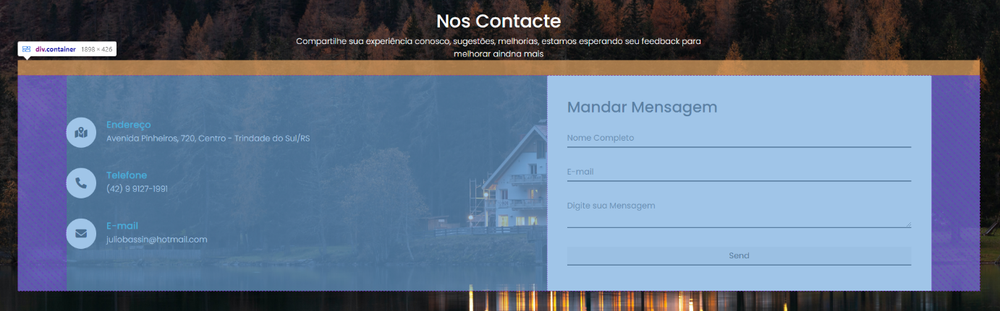 Nos Contacte
Compartilhe sua experiência conosco, sugestões, melhorias, estamos esperando seu feedback para
melhorar aindna mais
div.container 1898 × 426
Endereço
Avenida Pinheiros, 720, Centro - Trindade do Sul/RS
Telefone
(42) 9 9127-1991
E-mail
juliobassin@hotmail.com
Mandar Mensagem
Nome Completo
E-mail
Digite sua Mensagem
Send